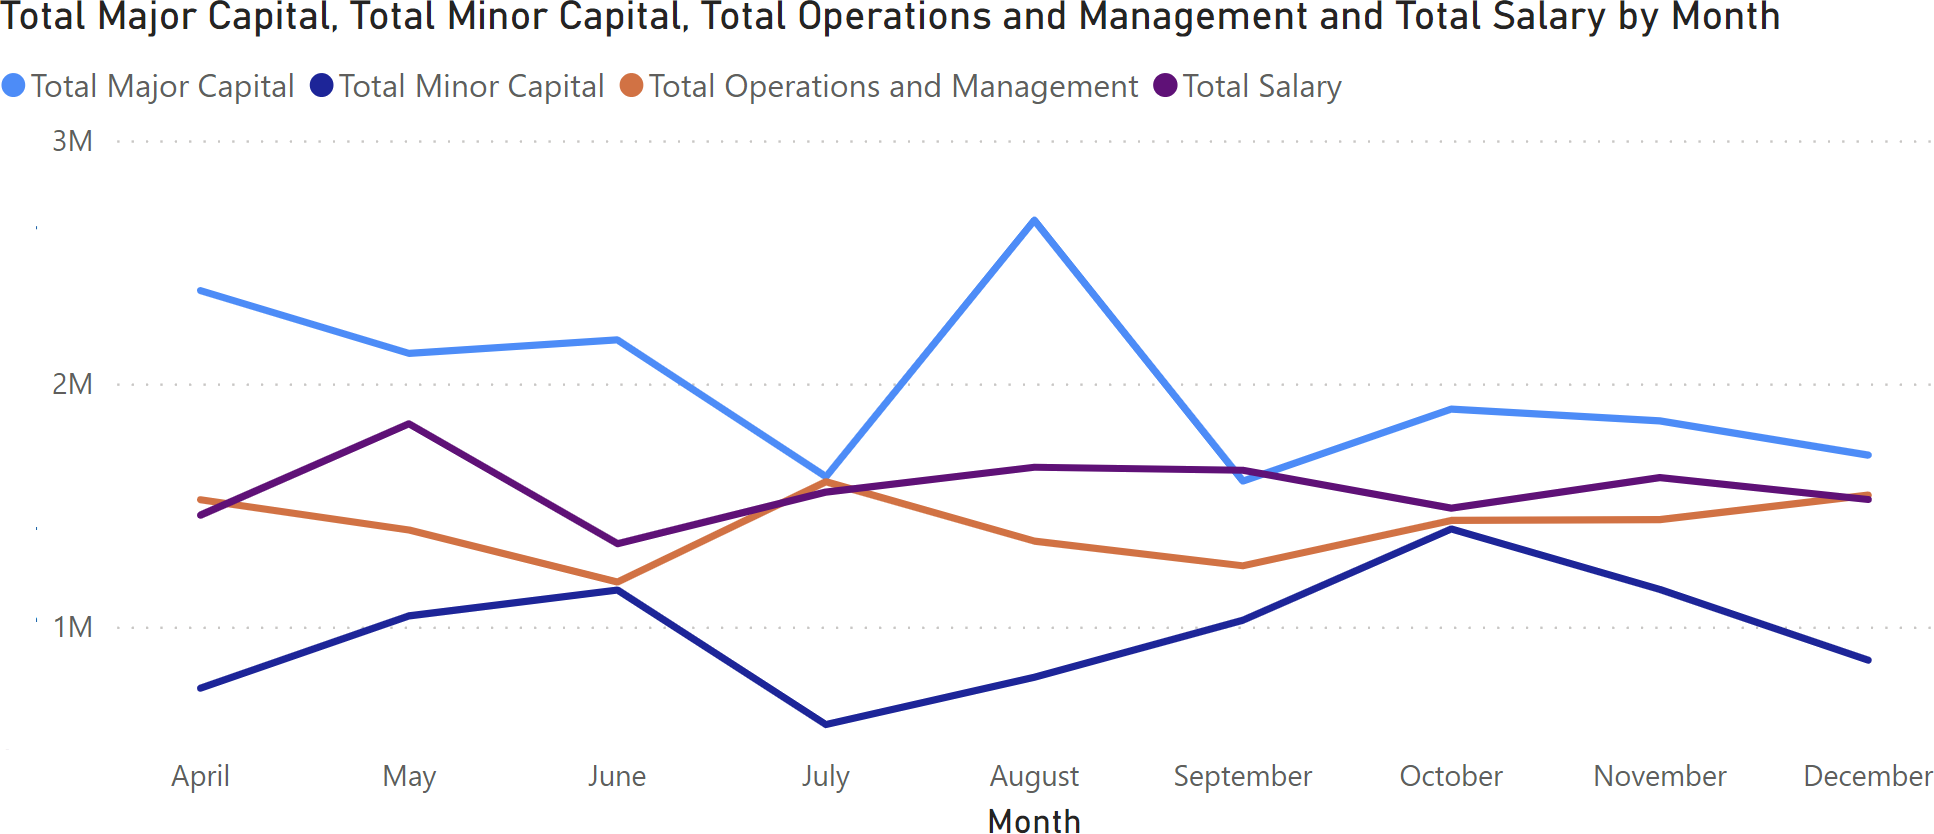 Total Major Capital, Total Minor Capital, Total Operations and Management and Total Salary by Month
Total Major Capital Total Minor Capital Total Operations and Management Total Salary
3M
2M
1M
April May June July August September October November December
Month